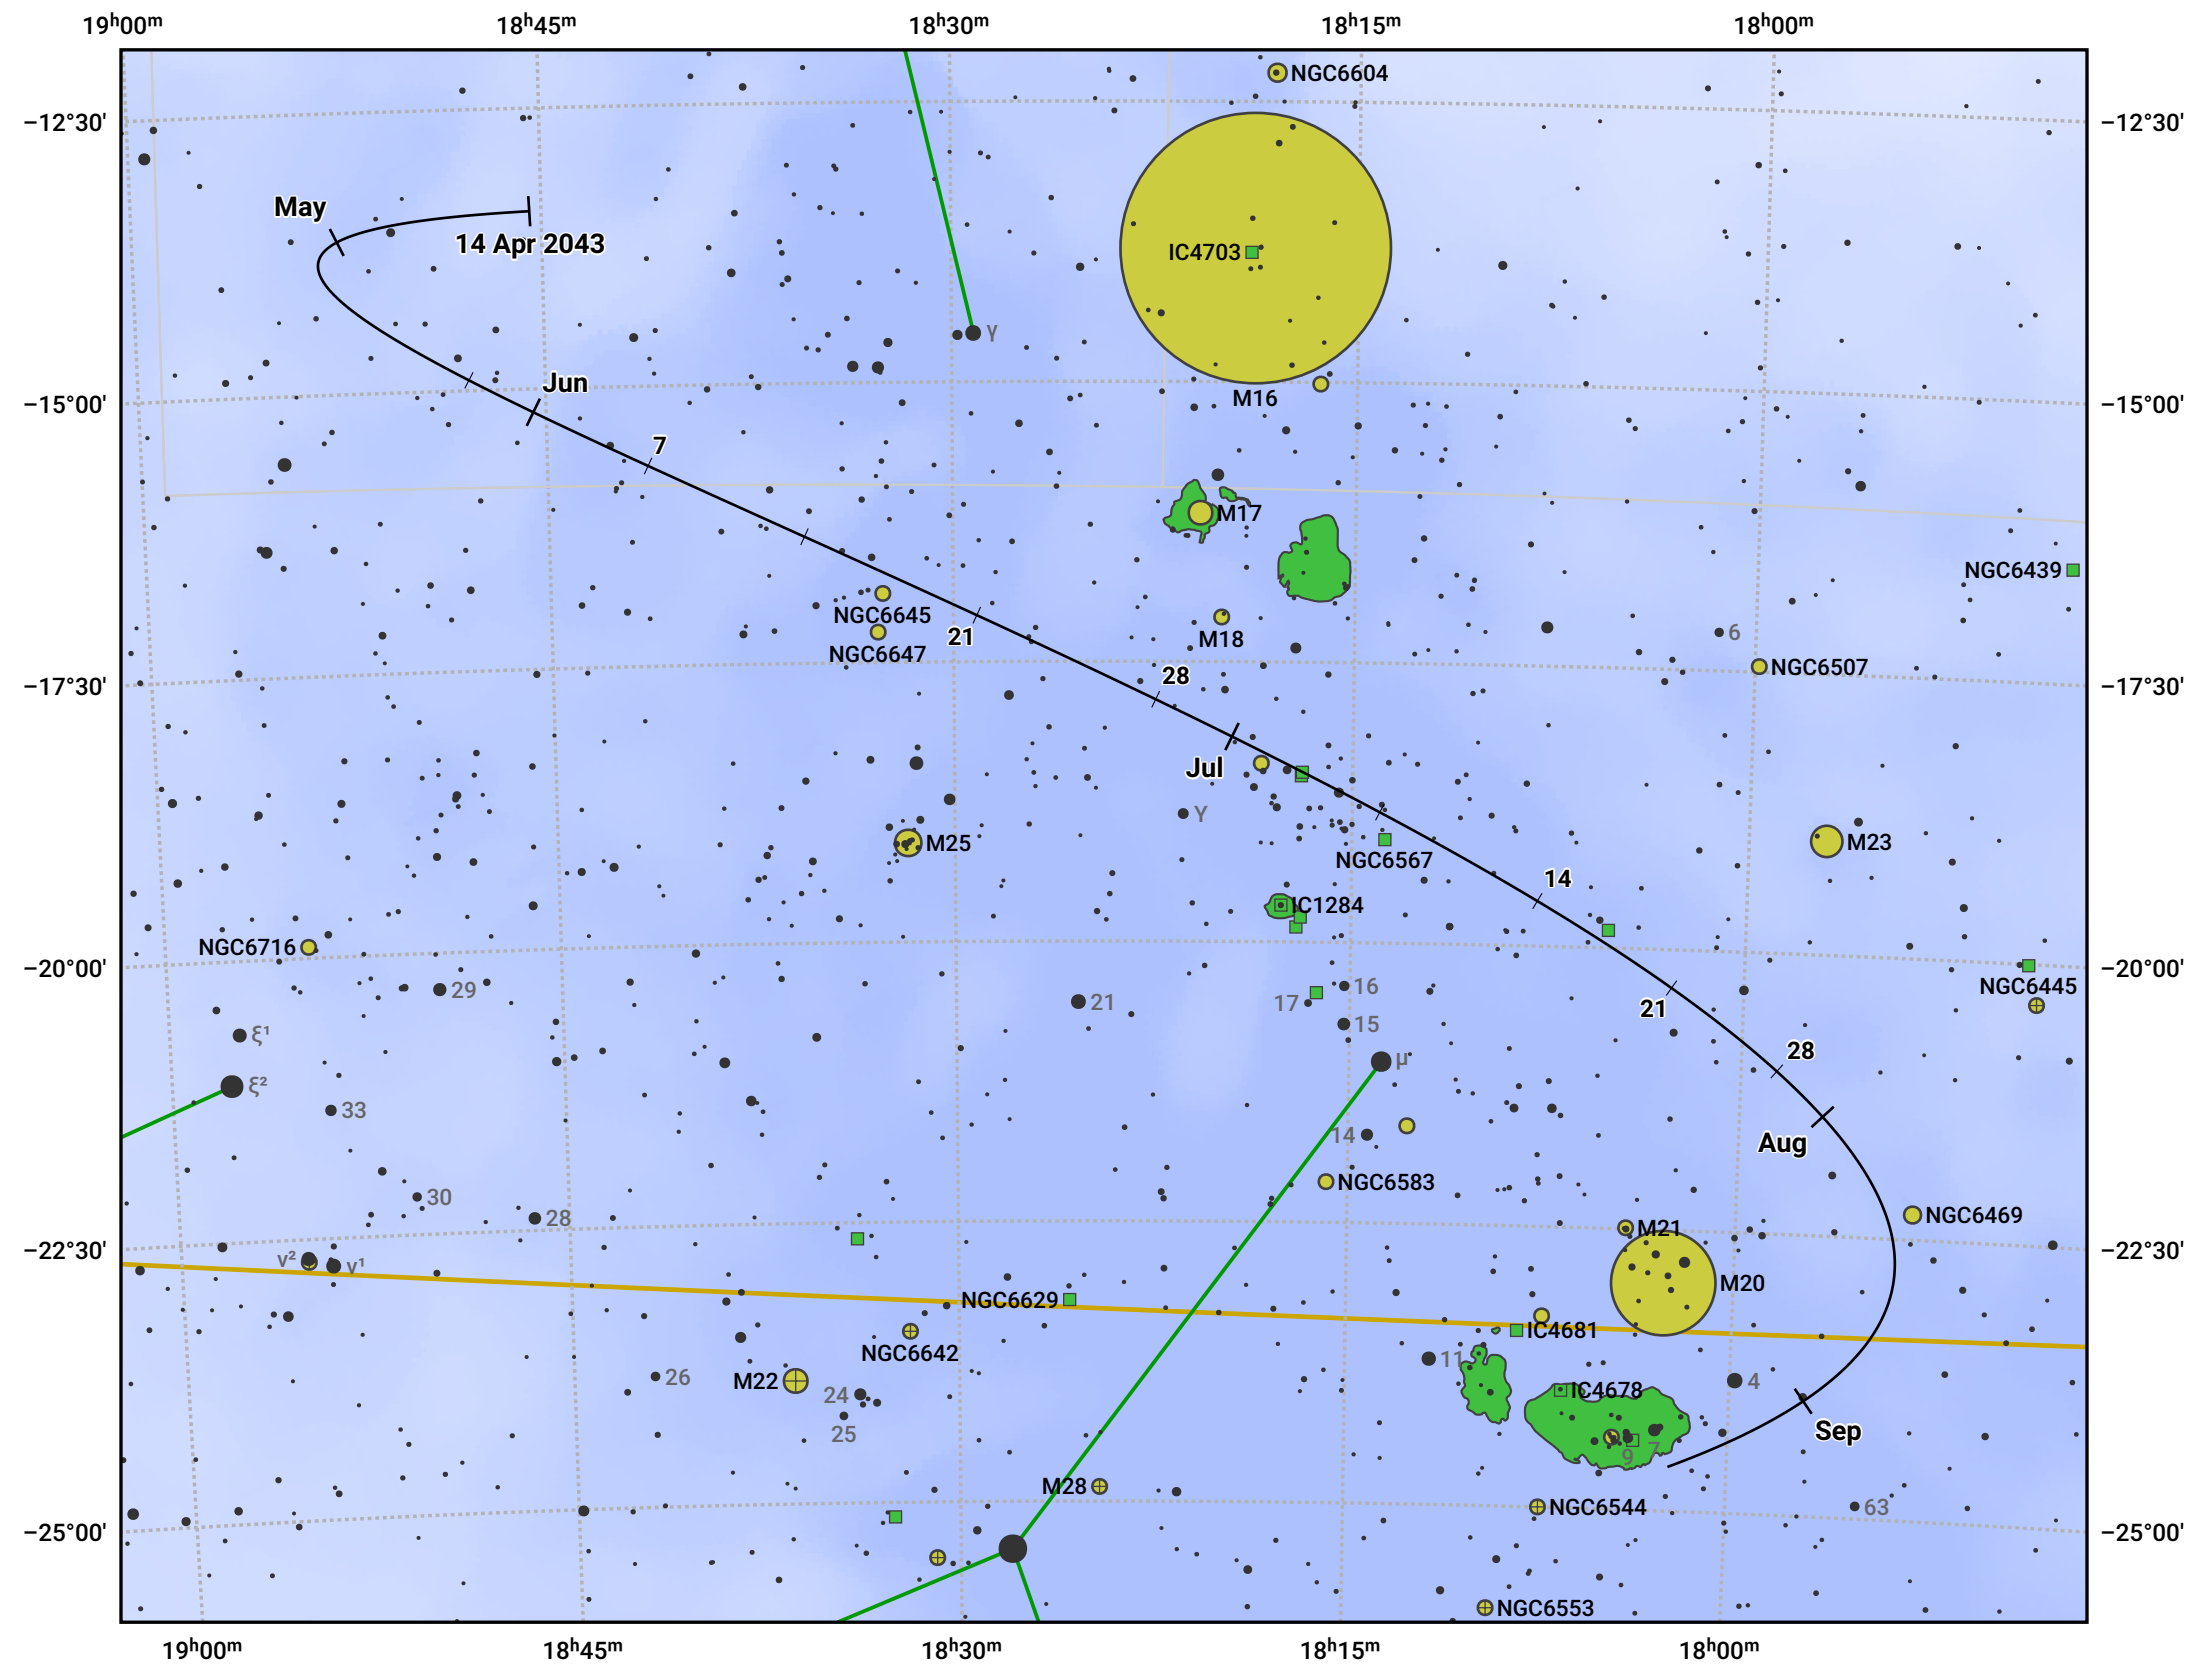 19ʰ00ᵐ 18ʰ45ᵐ 18ʰ30ᵐ 18ʰ15ᵐ 18ʰ00ᵐ
NGC6604
−12°30' −12°30'
May
14 Apr 2043
IC4703
γ
Jun
M16
−15°00' −15°00'
7
M17
NGC6439
NGC6645
21
M18
6
NGC6647
NGC6507
28
−17°30' −17°30'
Jul
Y
M25
M23
NGC6567
14
IC1284
NGC6716
−20°00' −20°00'
29
16
NGC6445
21
17
21
15
ξ¹
28
μ
ξ²
33
14
Aug
NGC6583
30
28
NGC6469
M21
−22°30' −22°30'
ν²
ν¹
M20
NGC6629
IC4681
NGC6642
11
26
M22
4
24
IC4678
25
Sep
9
7
M28
NGC6544
63
−25°00' −25°00'
NGC6553
19ʰ00ᵐ 18ʰ45ᵐ 18ʰ30ᵐ 18ʰ15ᵐ 18ʰ00ᵐ